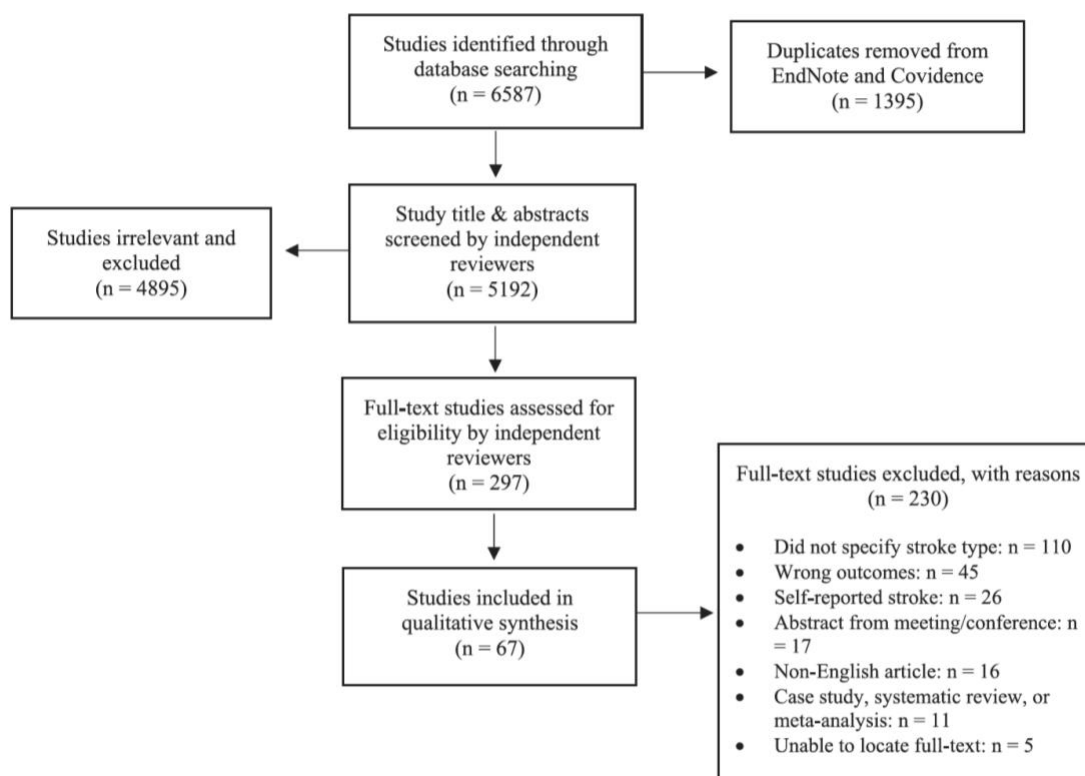 Studies identified through
database searching
(n = 6587)
Duplicates removed from
EndNote and Covidence
(n = 1395)
Study title & abstracts
screened by independent
reviewers
(n = 5192)
Studies irrelevant and
excluded
(n = 4895)
Full-text studies assessed for
eligibility by independent
reviewers
(n = 297)
Studies included in
qualitative synthesis
(n = 67)
Full-text studies excluded, with reasons
(n = 230)
• Did not specify stroke type: n = 110
• Wrong outcomes: n = 45
• Self-reported stroke: n = 26
• Abstract from meeting/conference: n
= 17
• Non-English article: n = 16
• Case study, systematic review, or
meta-analysis: n = 11
• Unable to locate full-text: n = 5